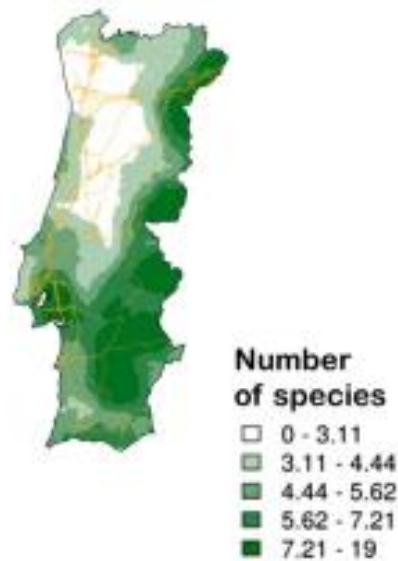 Number
of species
0 - 3.11
3.11 - 4.44
4.44 - 5.62
5.62 - 7.21
7.21 - 19